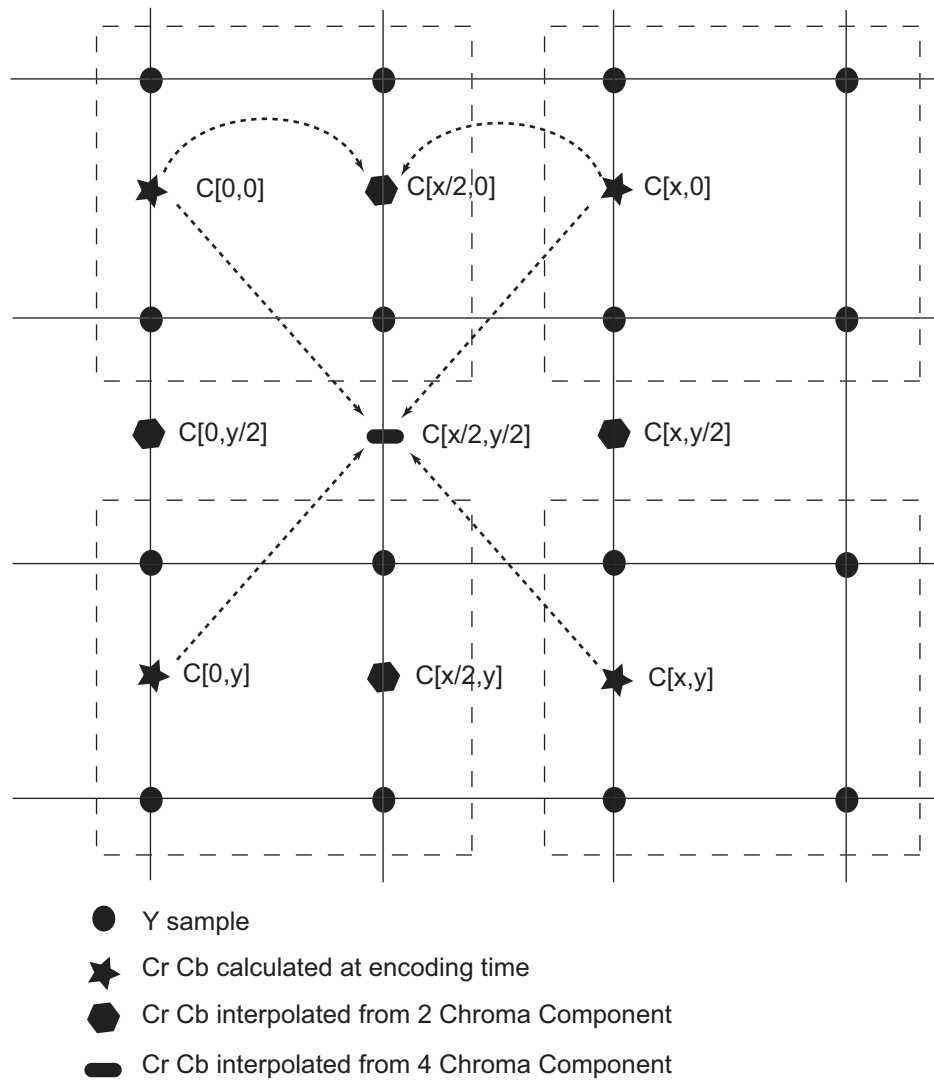 C[0,0]
C[x/2,0]
C[x,0]
C[0,y/2]
C[x/2,y/2]
C[x,y/2]
C[0,y]
C[x/2,y]
C[x,y]
Y sample
Cr Cb calculated at encoding time
Cr Cb interpolated from 2 Chroma Component
Cr Cb interpolated from 4 Chroma Component